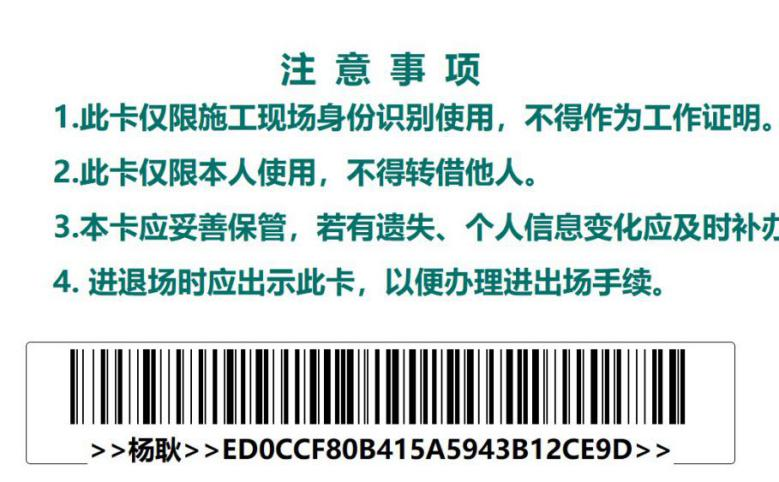 注 意 事 项
1.此卡仅限施工现场身份识别使用，不得作为工作证明。
2.此卡仅限本人使用，不得转借他人。
3.本卡应妥善保管，若有遗失、个人信息变化应及时补办
4. 进退场时应出示此卡，以便办理进出场手续。
>>杨耿>>ED0CCF80B415A5943B12CE9D>>